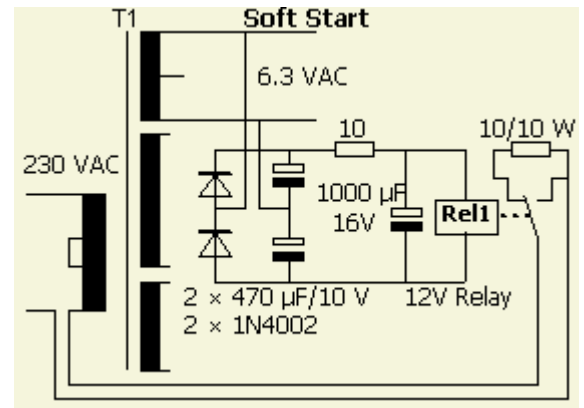 T1
Soft Start
6.3 VAC
10
10/10 W
230 VAC
1000 µF
16V
Rel1
2 × 470 µF/10 V
12V Relay
2 × 1N4002